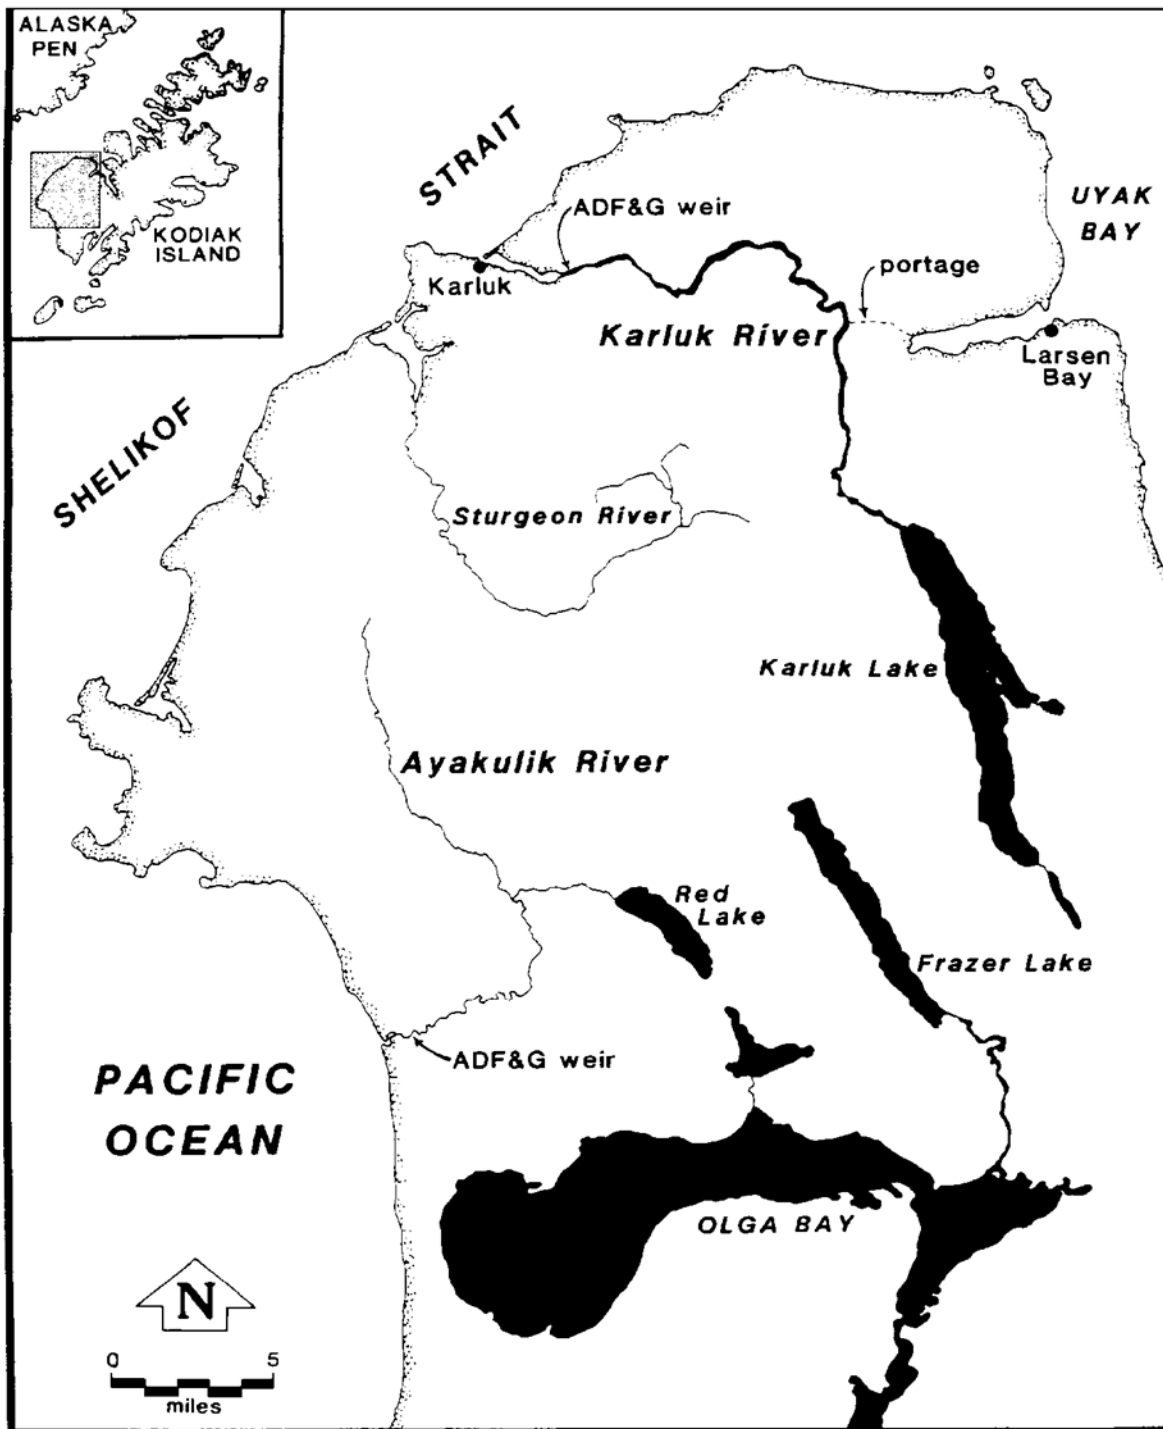 ALASKA
PEN
KODIAK
ISLAND
STRAIT
SHELIKOF
ADF&G weir
UYAK
BAY
Karluk
portage
Karluk River
Larsen
Bay
Sturgeon River
Karluk Lake
Ayakulik River
Red
Lake
Frazer Lake
ADF&G weir
PACIFIC
OCEAN
OLGA BAY
N
0 5
miles